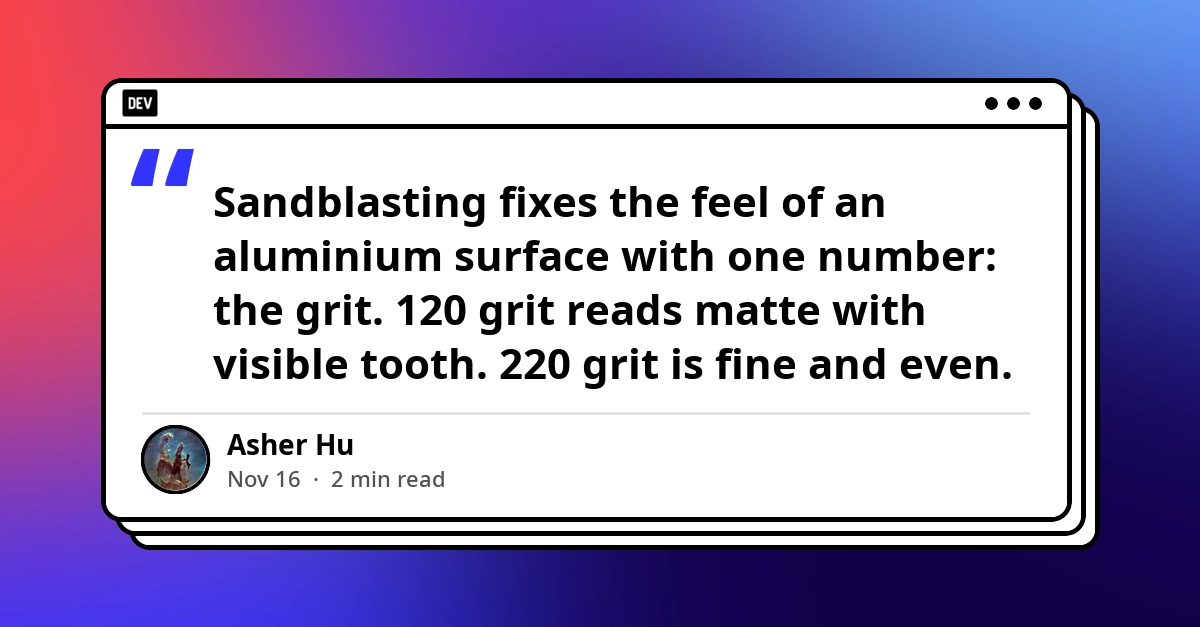 DEV
“
Sandblasting fixes the feel of an
aluminium surface with one number:
the grit. 120 grit reads matte with
visible tooth. 220 grit is fine and even.
Asher Hu
Nov 16 · 2 min read